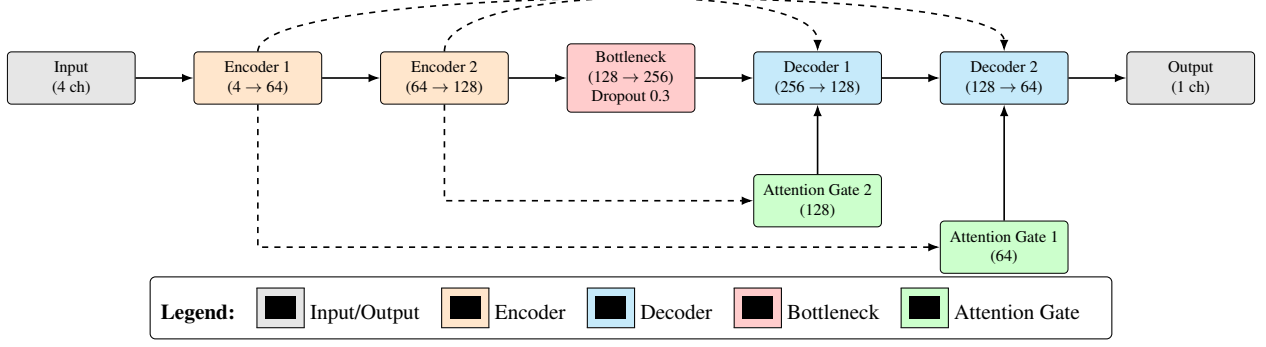 Input
(4 ch)
Encoder 1
(4 → 64)
Encoder 2
(64 → 128)
Bottleneck
(128 → 256)
Dropout 0.3
Decoder 1
(256 → 128)
Decoder 2
(128 → 64)
Output
(1 ch)
Attention Gate 2
(128)
Attention Gate 1
(64)
Legend: Input/Output Encoder Decoder Bottleneck Attention Gate